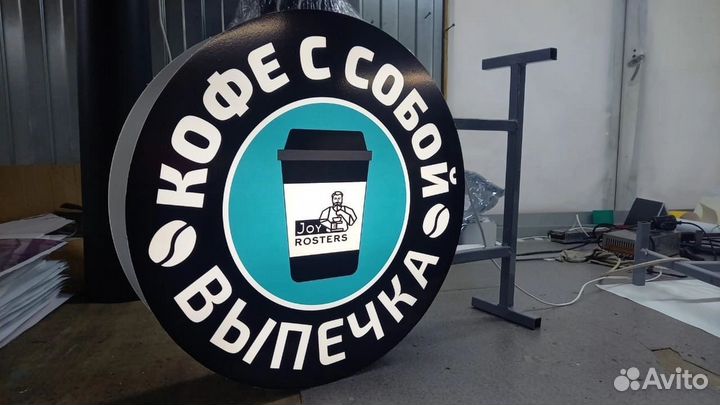 КОФЕ С СОБОЙ
JOY
ROSTERS
ВЫПЕЧКА
Avito